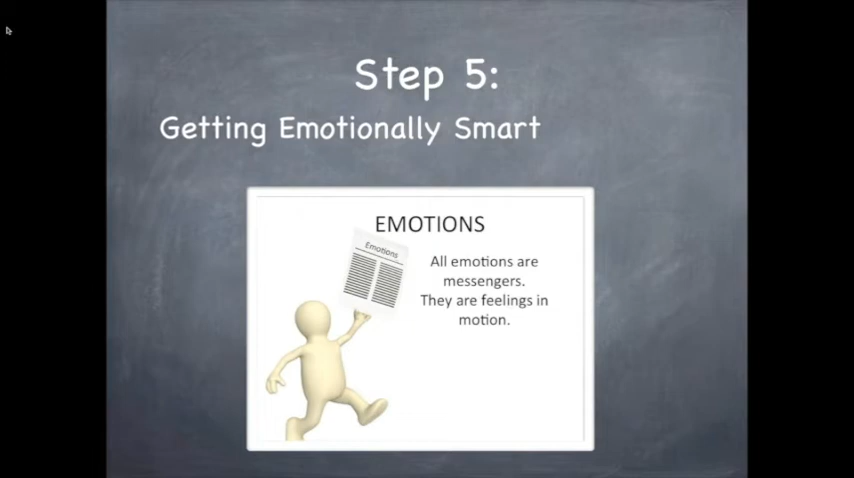 Step 5:
Getting Emotionally Smart
EMOTIONS
Emotions
All emotions are
messengers.
They are feelings in
motion.